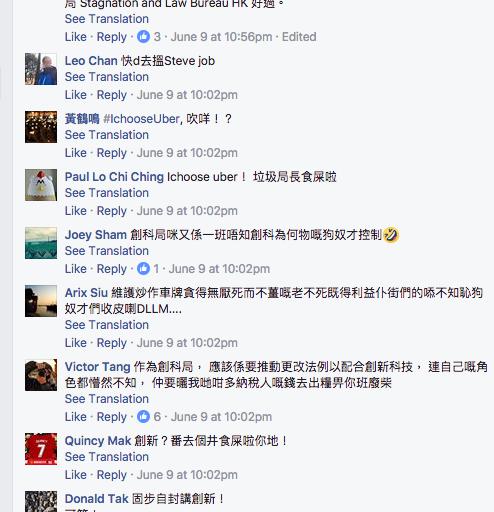 局 Stagnation and Law Bureau HK 好過。
See Translation
Like · Reply · 3 · June 9 at 10:56pm · Edited
Leo Chan 快d去搵Steve job
See Translation
Like · Reply · June 9 at 10:02pm
黃鶴鳴 #IchooseUber, 吹咩！？
See Translation
Like · Reply · June 9 at 10:02pm
Paul Lo Chi Ching Ichoose uber！ 垃圾局長食屎啦
See Translation
Like · Reply · June 9 at 10:02pm
Joey Sham 創科局咪又係一班唔知創科為何物嘅狗奴才控制🤣
See Translation
Like · Reply · 1 · June 9 at 10:02pm
Arix Siu 維護炒作車牌貪得無厭死而不薑嘅老不死既得利益仆街們的唔不知恥狗
奴才們收皮喇DLLM....
See Translation
Like · Reply · June 9 at 10:02pm
Victor Tang 作為創科局， 應該係要推動更改法例以配合創新科技， 連自己嘅角
色都懵然不知， 仲要曬我哋咁多納稅人嘅錢去出糧畀你班廢柴
See Translation
Like · Reply · 6 · June 9 at 10:02pm
Quincy Mak 創新？番去個井食屎啦你地！
See Translation
Like · Reply · June 9 at 10:02pm
Donald Tak 固步自封講創新！